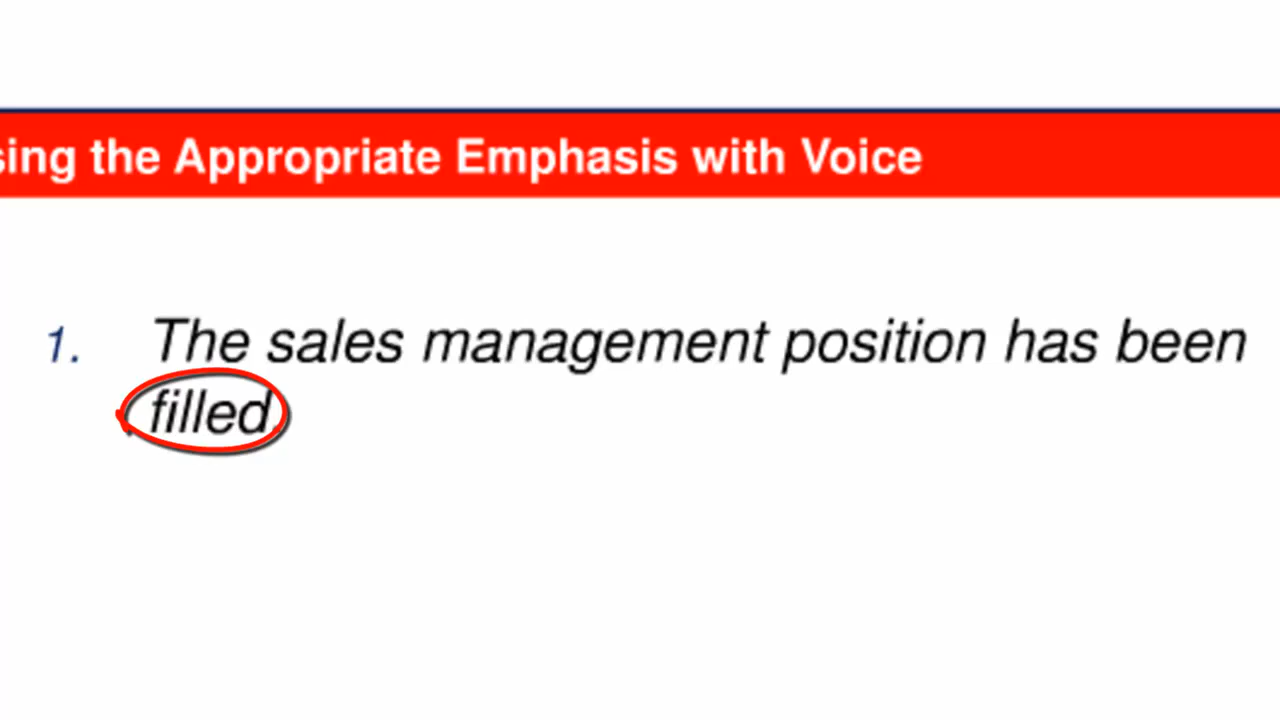 sing the Appropriate Emphasis with Voice
1. The sales management position has been
filled.